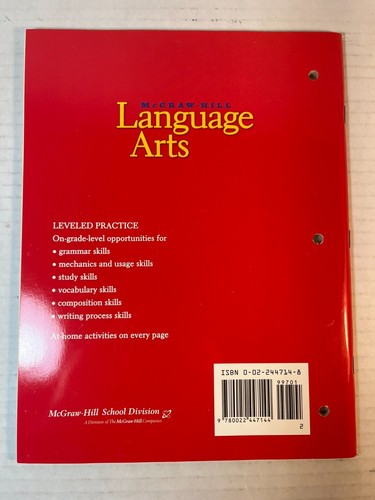 McGRAW-HILL
Language
Arts
LEVELED PRACTICE
On-grade-level opportunities for
• grammar skills
• mechanics and usage skills
• study skills
• vocabulary skills
• composition skills
• writing process skills
At-home activities on every page
ISBN 0-02-244714-8
99701
9 780022 447144
2
McGraw-Hill School Division
A Division of The McGraw-Hill Companies